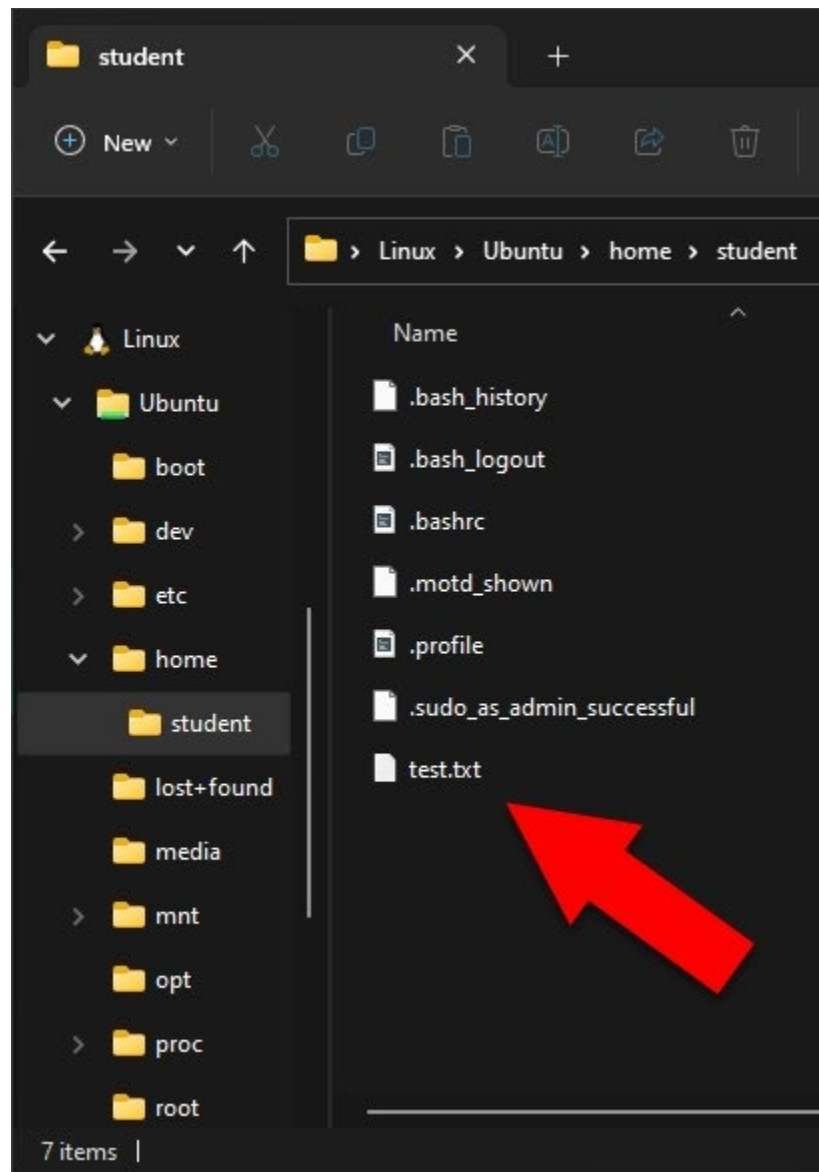 student
New
Linux > Ubuntu > home > student
Linux
Ubuntu
boot
dev
etc
home
student
lost+found
media
mnt
opt
proc
root
Name
.bash_history
.bash_logout
.bashrc
.motd_shown
.profile
.sudo_as_admin_successful
test.txt
7 items